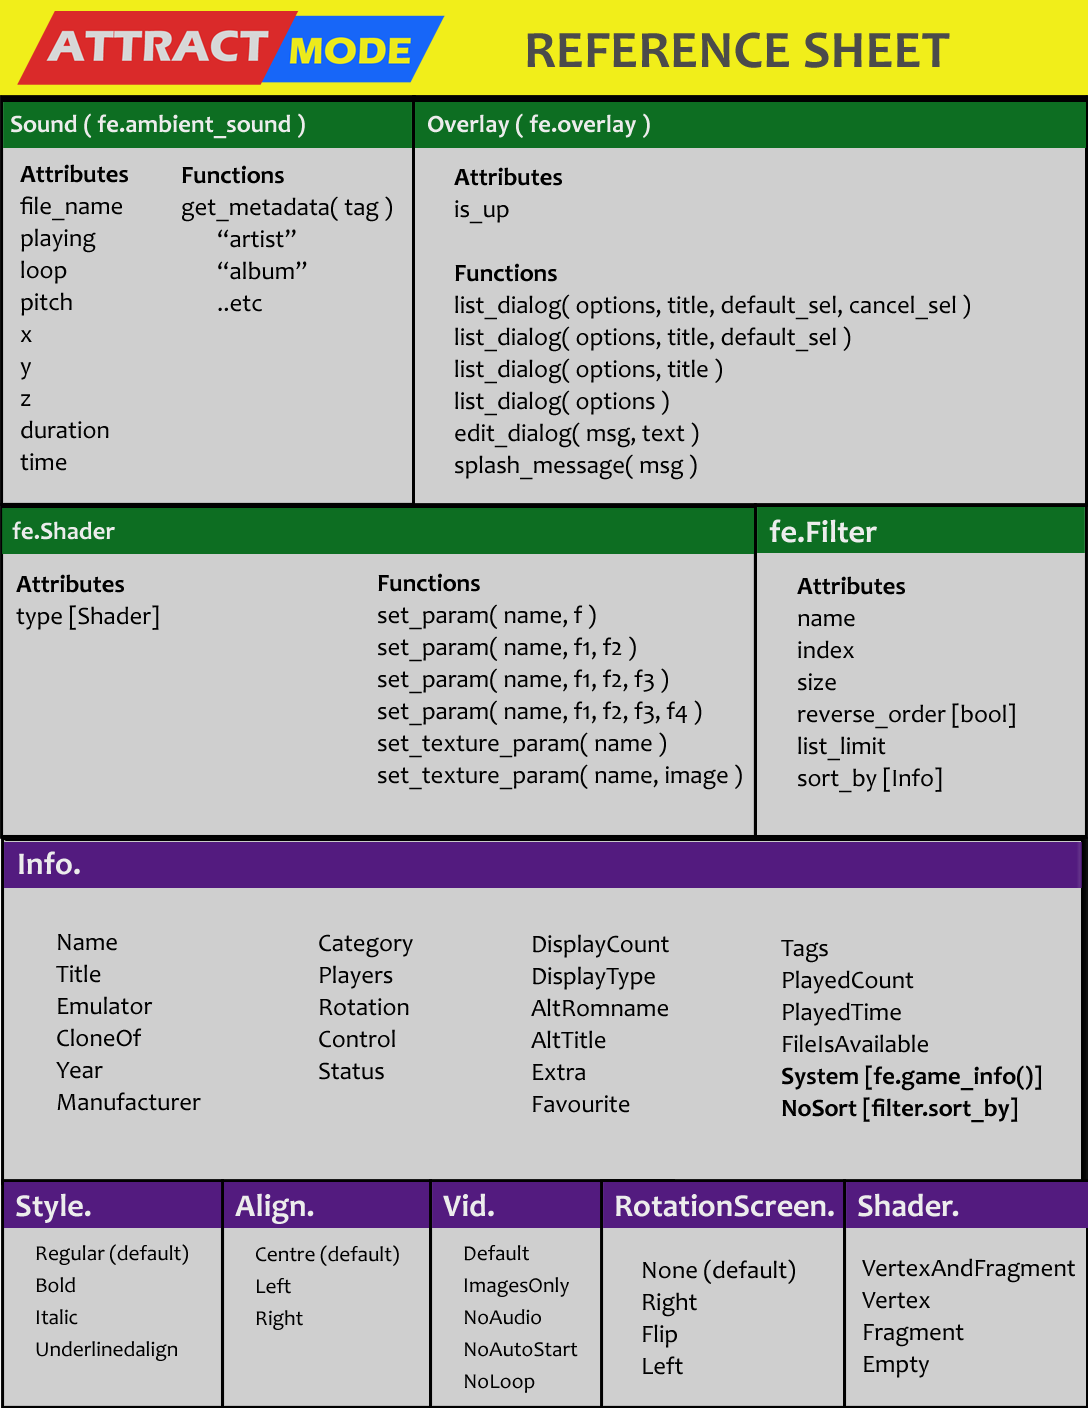 ATTRACT MODE
REFERENCE SHEET
Sound ( fe.ambient_sound )
Attributes
file_name
playing
loop
pitch
x
y
z
duration
time
Functions
get_metadata( tag )
“artist”
“album”
..etc
Overlay ( fe.overlay )
Attributes
is_up
Functions
list_dialog( options, title, default_sel, cancel_sel )
list_dialog( options, title, default_sel )
list_dialog( options, title )
list_dialog( options )
edit_dialog( msg, text )
splash_message( msg )
fe.Shader
Attributes
type [Shader]
Functions
set_param( name, f )
set_param( name, f1, f2 )
set_param( name, f1, f2, f3 )
set_param( name, f1, f2, f3, f4 )
set_texture_param( name )
set_texture_param( name, image )
fe.Filter
Attributes
name
index
size
reverse_order [bool]
list_limit
sort_by [Info]
Info.
Name
Title
Emulator
CloneOf
Year
Manufacturer
Category
Players
Rotation
Control
Status
DisplayCount
DisplayType
AltRomname
AltTitle
Extra
Favourite
Tags
PlayedCount
PlayedTime
FileIsAvailable
System [fe.game_info()]
NoSort [filter.sort_by]
Style.
Regular (default)
Bold
Italic
Underlinedalign
Align.
Centre (default)
Left
Right
Vid.
Default
ImagesOnly
NoAudio
NoAutoStart
NoLoop
RotationScreen.
None (default)
Right
Flip
Left
Shader.
VertexAndFragment
Vertex
Fragment
Empty